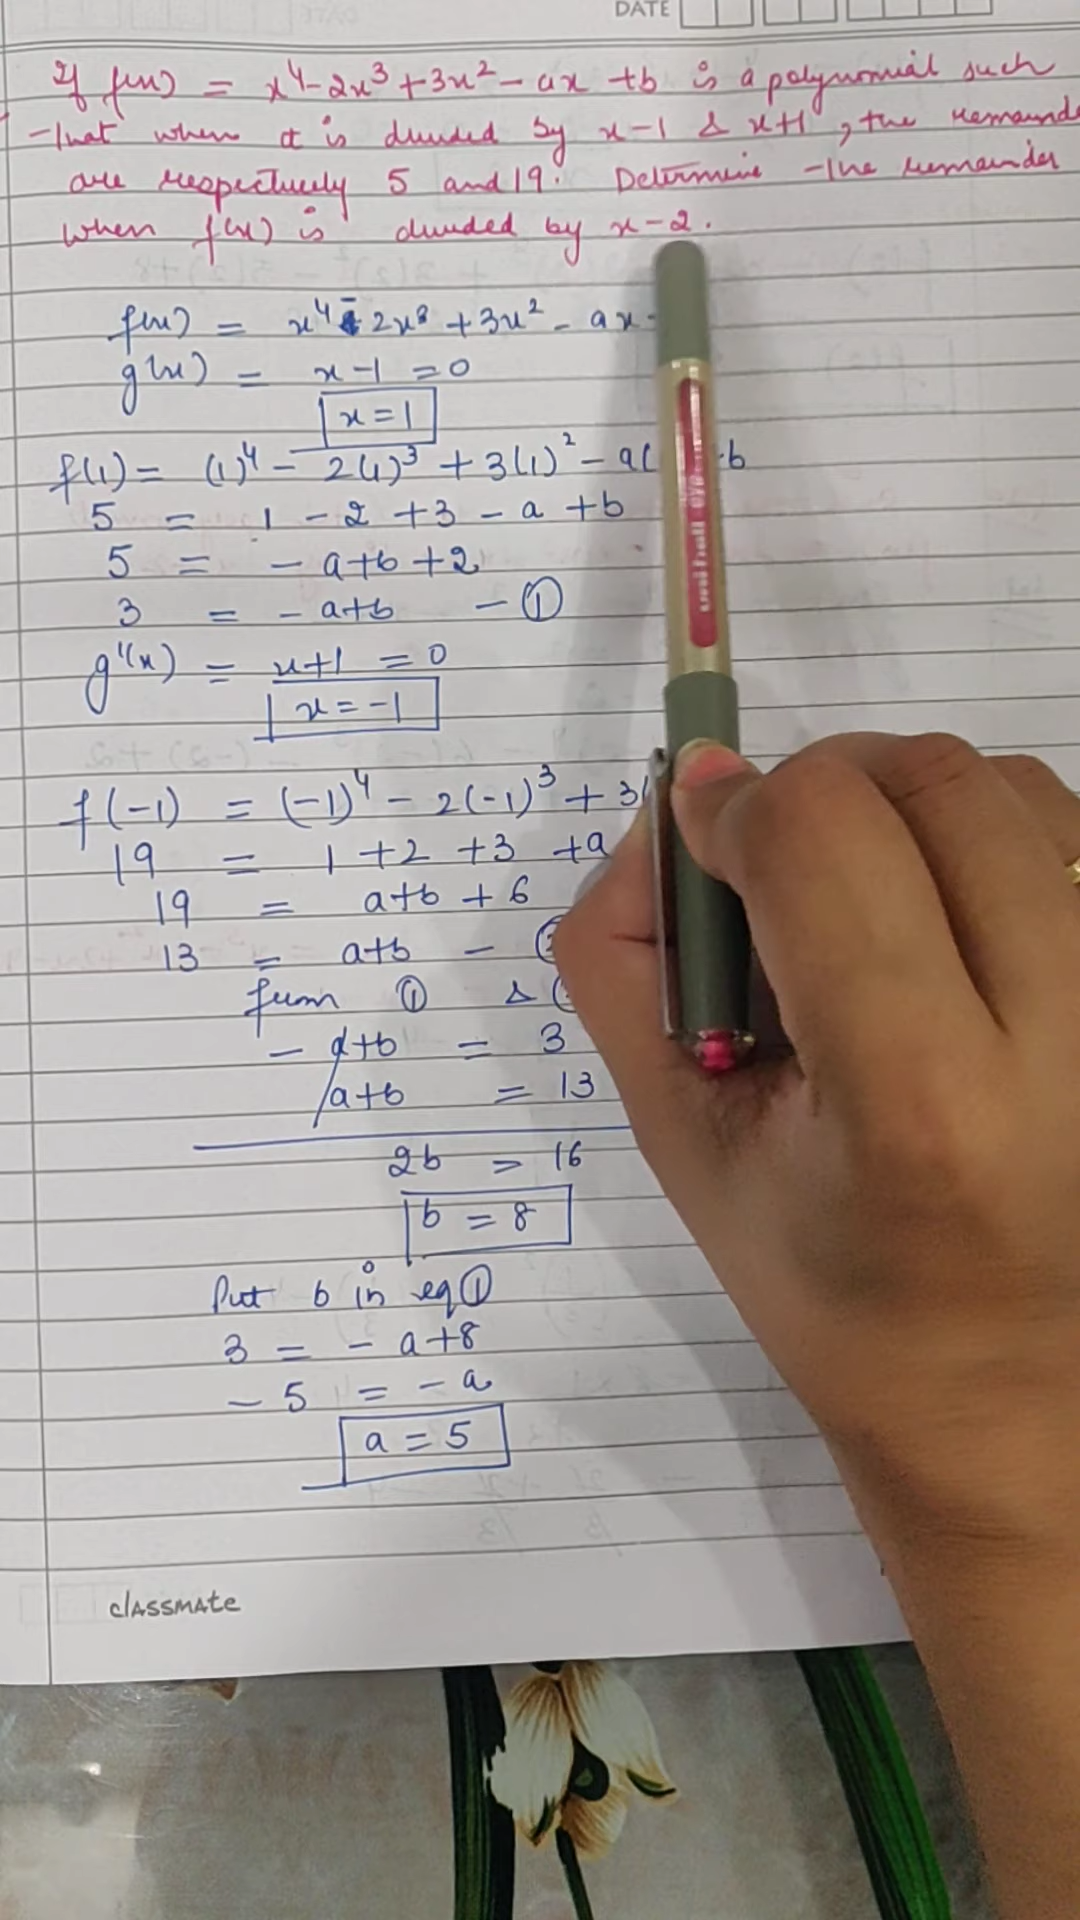 DATE
If f(x) = x⁴-2x³+3x²-ax+b is a polynomial such
that when it is divided by x-1 & x+1, the remainde
are respectively 5 and 19. Determine the remainder
when f(x) is divided by x-2.
f(x) = x⁴-2x³+3x²-ax
g(x) = x-1=0
x=1
f(1) = (1)⁴-2(1)³+3(1)²-a( b
5 = 1-2+3-a+b
5 = -a+b+2
3 = -a+b -①
g'(x) = x+1=0
x=-1
f(-1) = (-1)⁴-2(-1)³+3(
19 = 1+2+3+a
19 = a+b+6
13 = a+b -
from ① &
-a+b = 3
a+b = 13
2b = 16
b = 8
Put b in eq①
3 = -a+8
-5 = -a
a=5
classmate